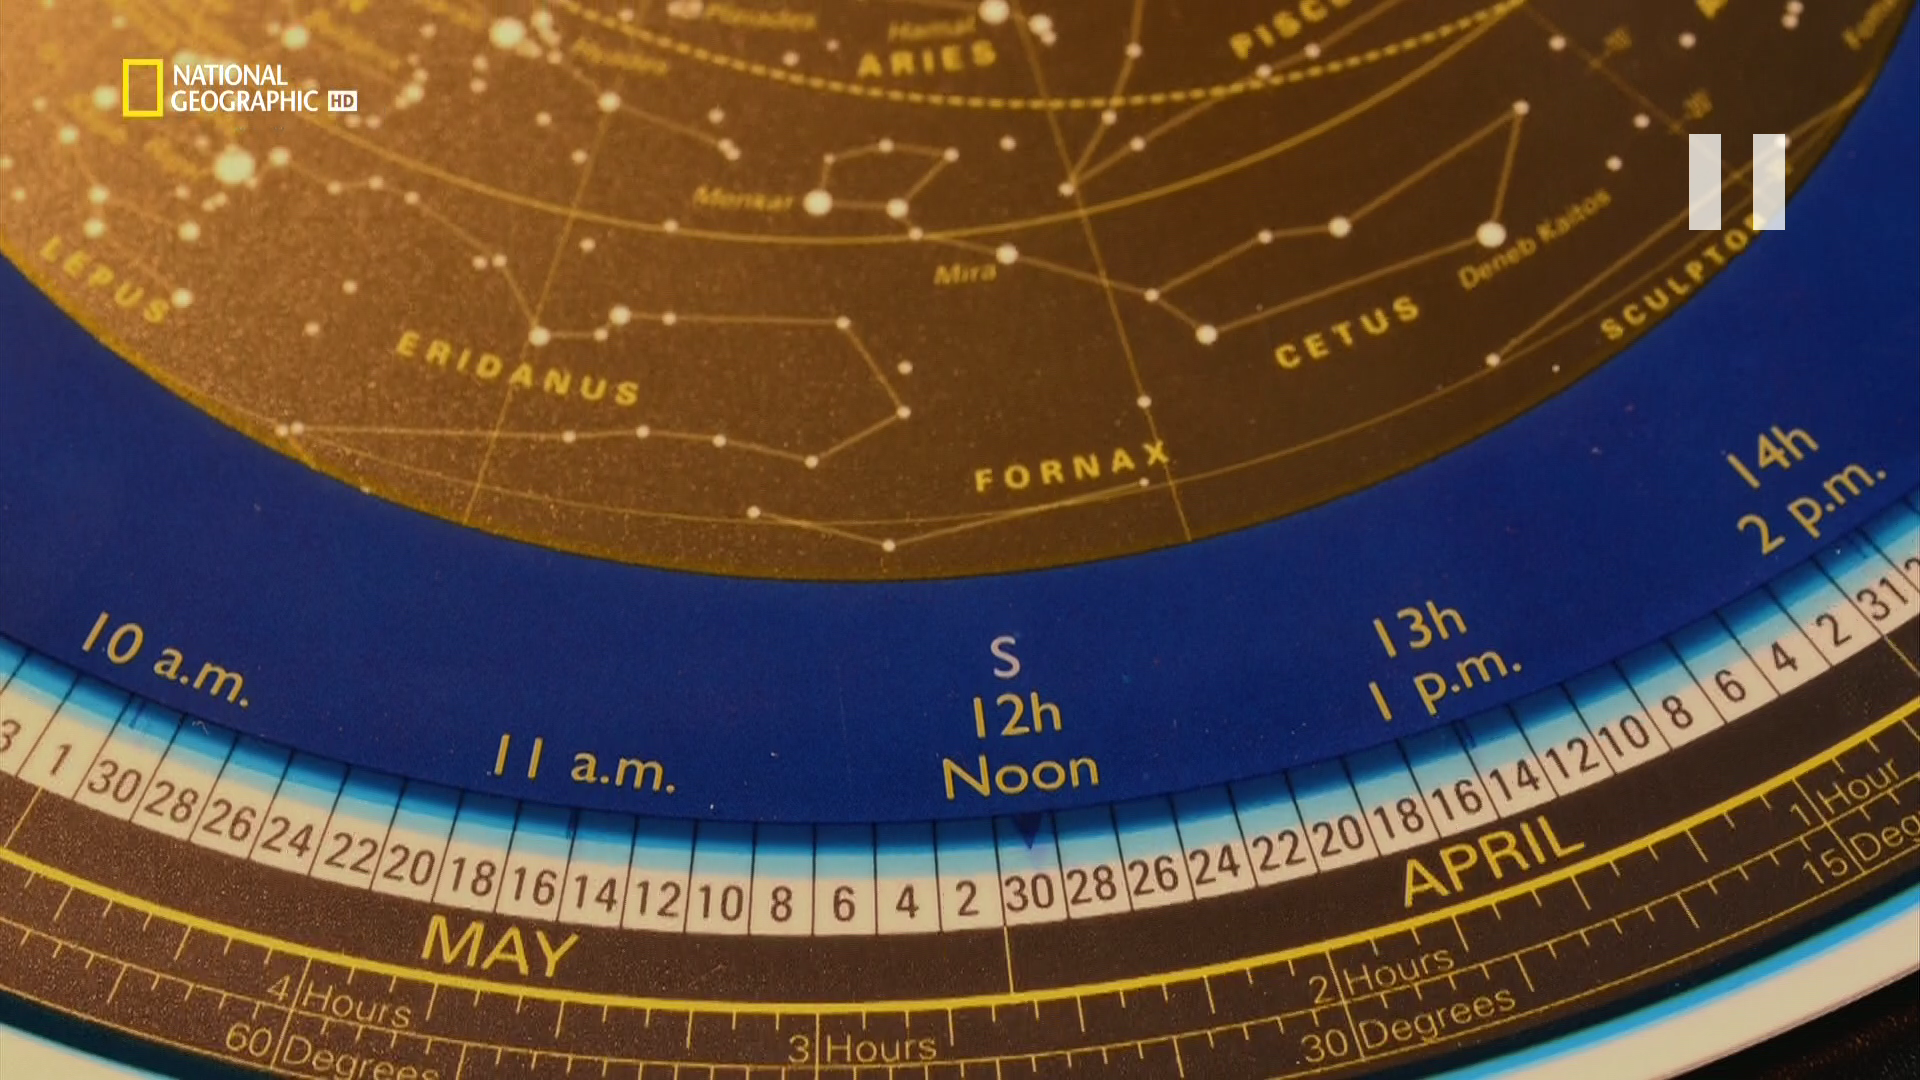 NATIONAL
GEOGRAPHIC HD
Pleiades
Hamal
ARIES
Hyades
Menkar
Mira
Deneb Kaitos
CETUS
SCULPTOR
LEPUS
ERIDANUS
FORNAX
14h
2 p.m.
13h
1 p.m.
S
12h
Noon
11 a.m.
10 a.m.
1 30 28 26 24 22 20 18 16 14 12 10 8 6 4 2 30 28 26 24 22 20 18 16 14 12 10 8 6 4 2 31
MAY
APRIL
4 Hours
3 Hours
2 Hours
1 Hour
60 Degrees
30 Degrees
15